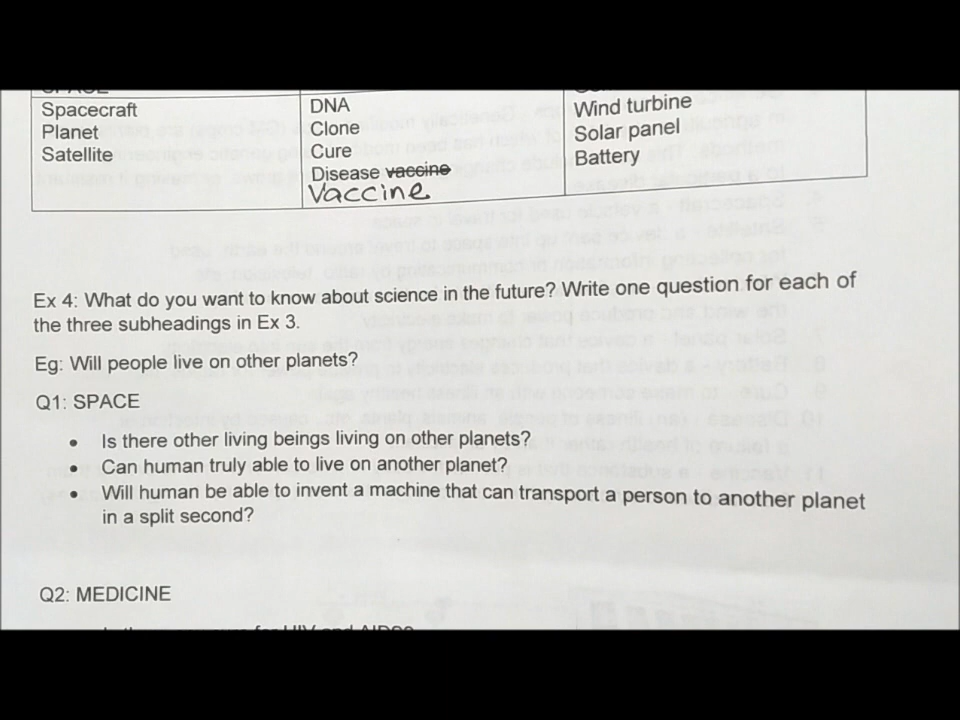 SPACE
Spacecraft
Planet
Satellite
DNA
Clone
Cure
Disease vaccine
Vaccine
Wind turbine
Solar panel
Battery
Ex 4: What do you want to know about science in the future? Write one question for each of
the three subheadings in Ex 3.
Eg: Will people live on other planets?
Q1: SPACE
• Is there other living beings living on other planets?
• Can human truly able to live on another planet?
• Will human be able to invent a machine that can transport a person to another planet
in a split second?
Q2: MEDICINE